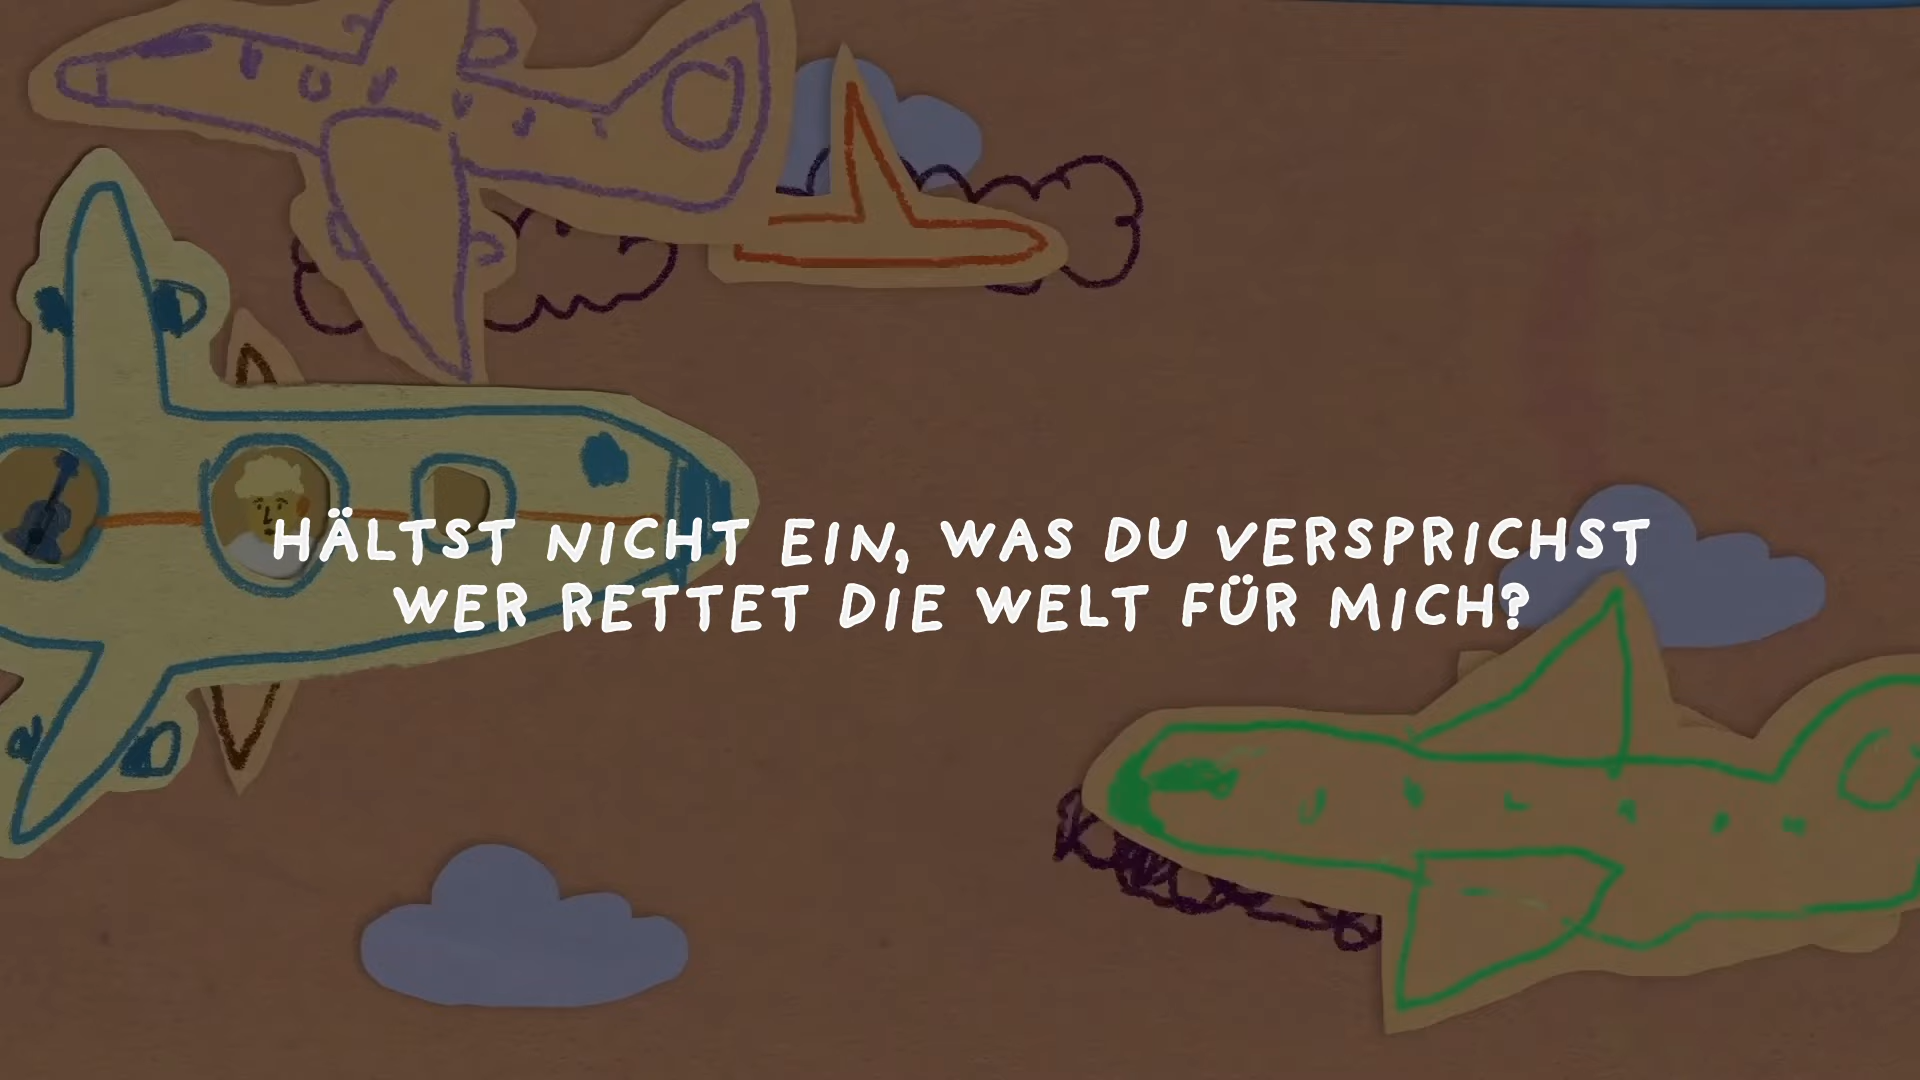 HÄLTST NICHT EIN, WAS DU VERSPRICHST
WER RETTET DIE WELT FÜR MICH?